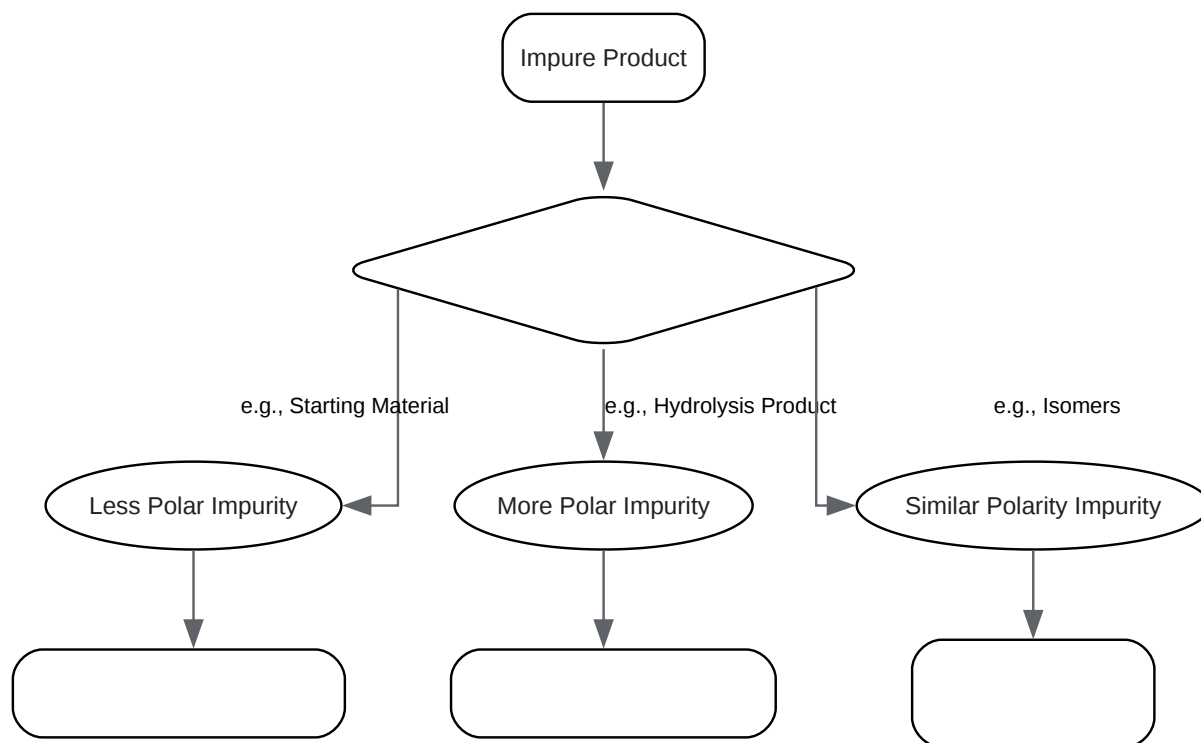 Impure Product
e.g., Starting Material
e.g., Hydrolysis Product
e.g., Isomers
Less Polar Impurity
More Polar Impurity
Similar Polarity Impurity